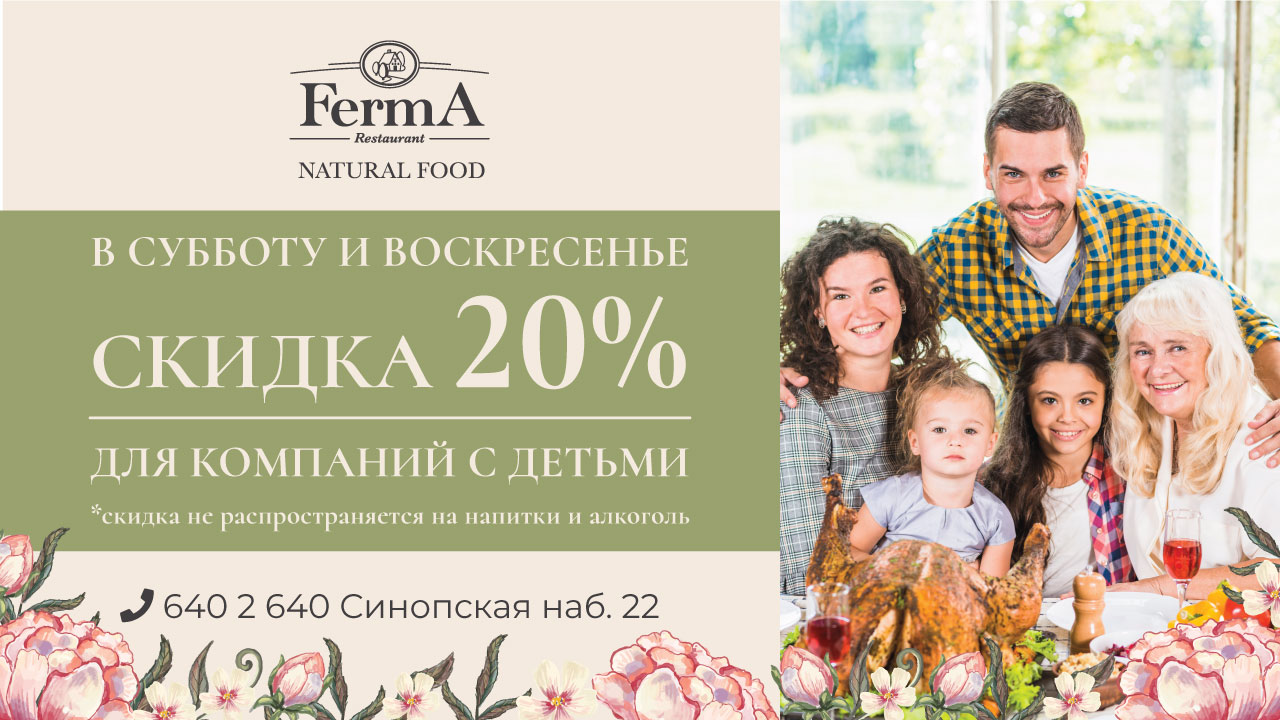 FermA
Restaurant
NATURAL FOOD
В СУББОТУ И ВОСКРЕСЕНЬЕ
СКИДКА 20%
ДЛЯ КОМПАНИЙ С ДЕТЬМИ
*скидка не распространяется на напитки и алкоголь
640 2 640 Синопская наб. 22